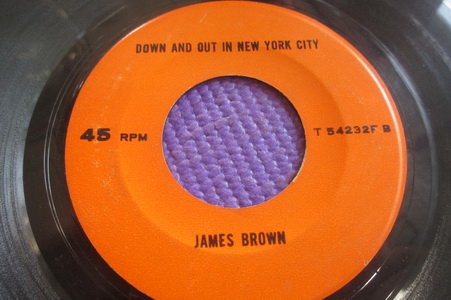 DOWN AND OUT IN NEW YORK CITY
45 RPM
T 54232F B
JAMES BROWN